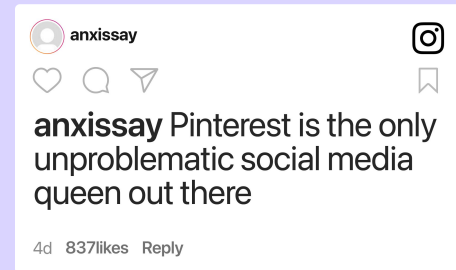 anxissay
anxissay Pinterest is the only
unproblematic social media
queen out there
4d 837likes Reply